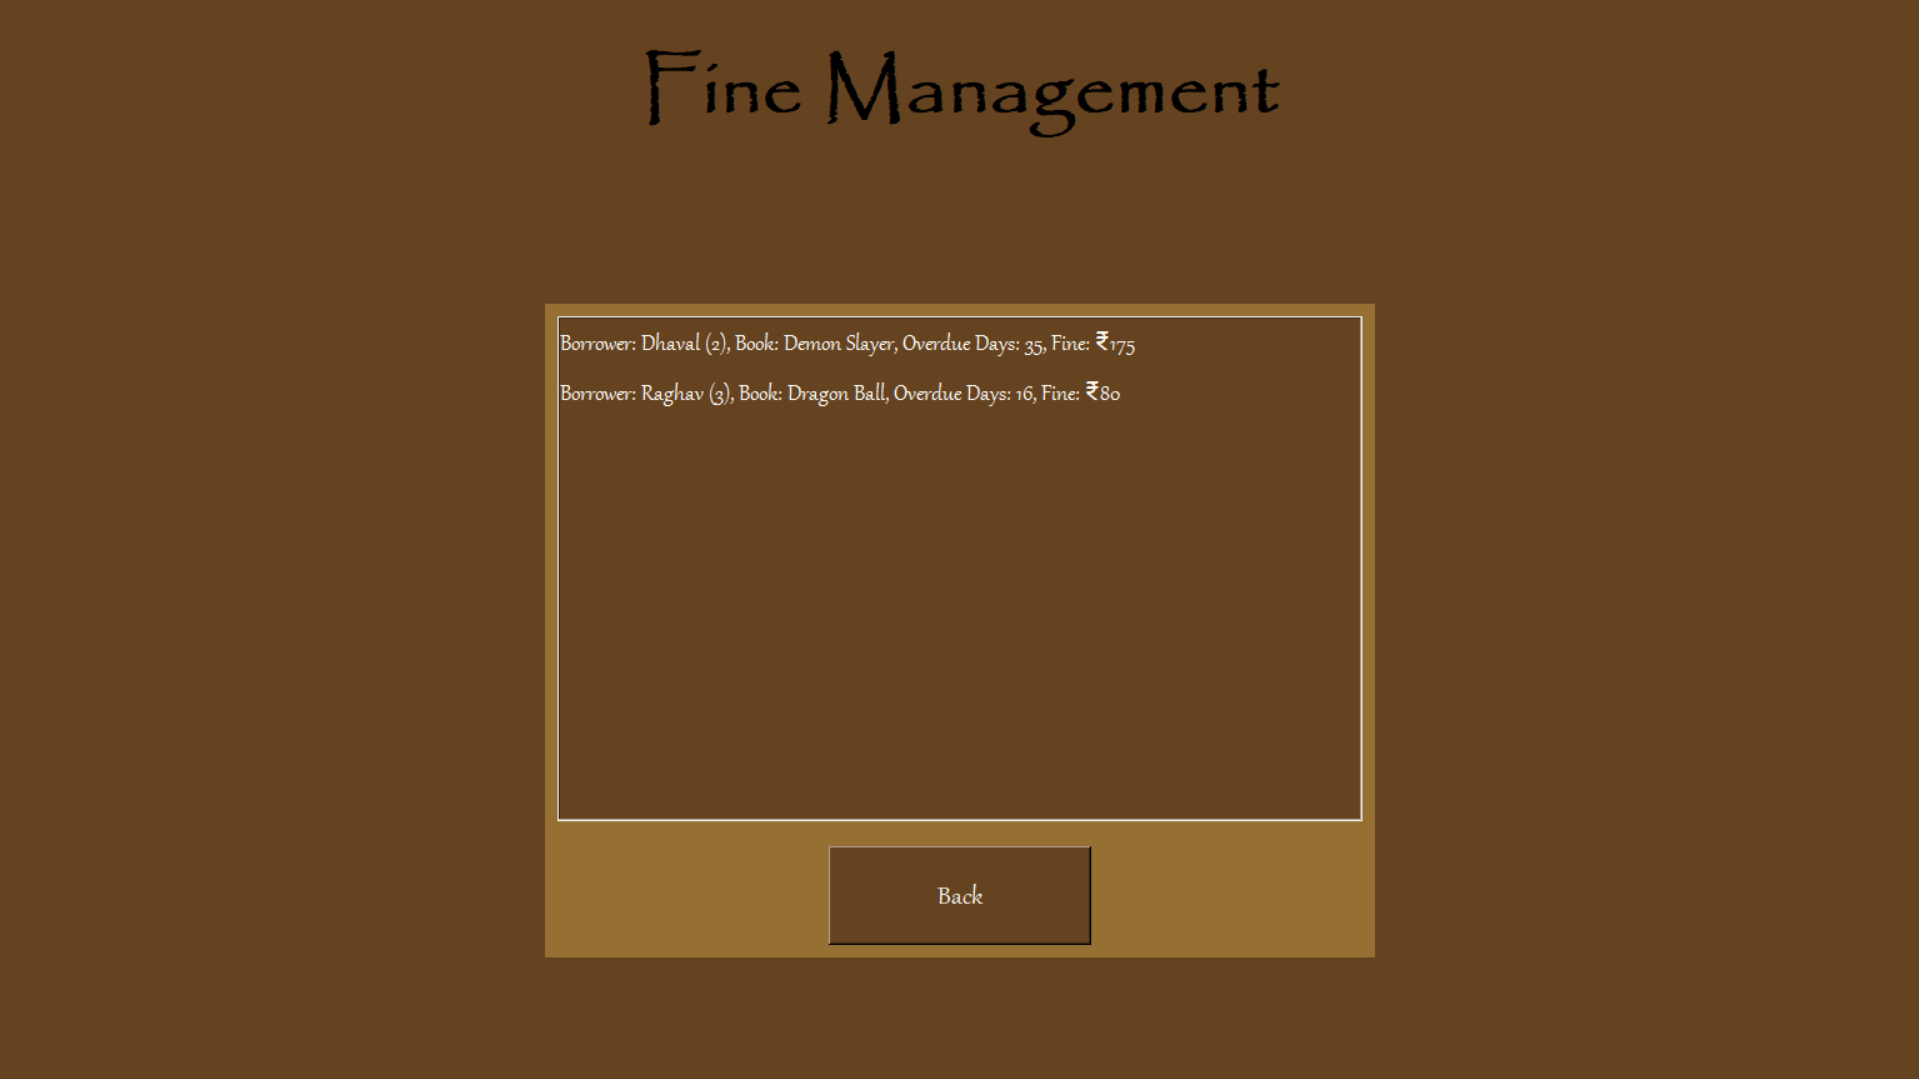 Fine Management
Borrower: Dhaval (2), Book: Demon Slayer, Overdue Days: 35, Fine: ₹175
Borrower: Raghav (3), Book: Dragon Ball, Overdue Days: 16, Fine: ₹80
Back